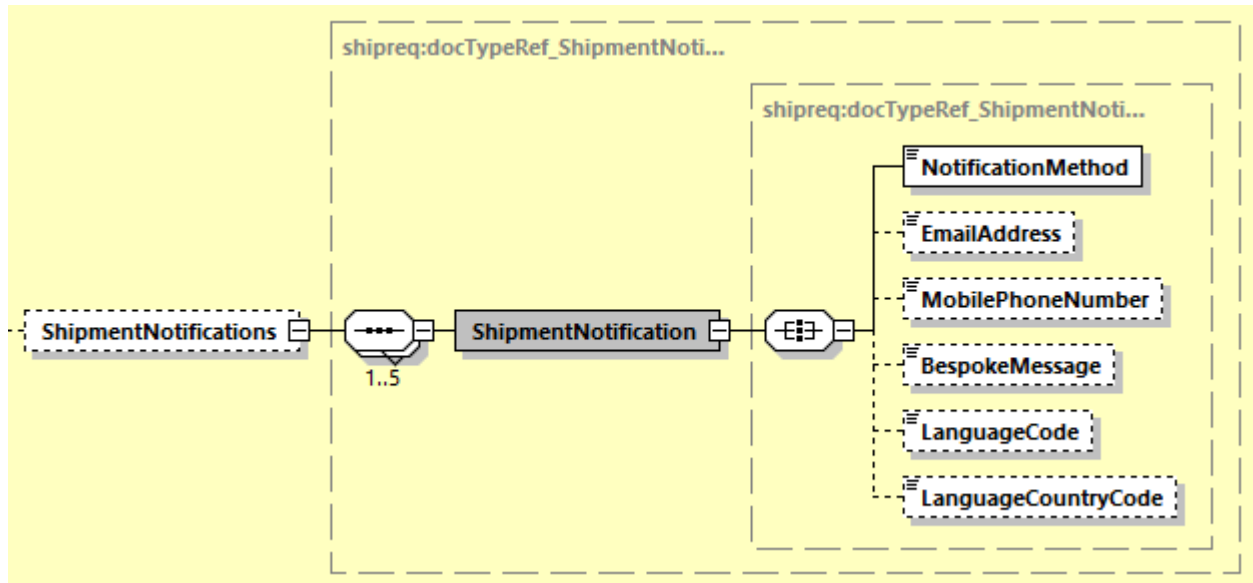 shipreq:docTypeRef_ShipmentNoti...
shipreq:docTypeRef_ShipmentNoti...
NotificationMethod
EmailAddress
MobilePhoneNumber
ShipmentNotifications
ShipmentNotification
1..5
BespokeMessage
LanguageCode
LanguageCountryCode